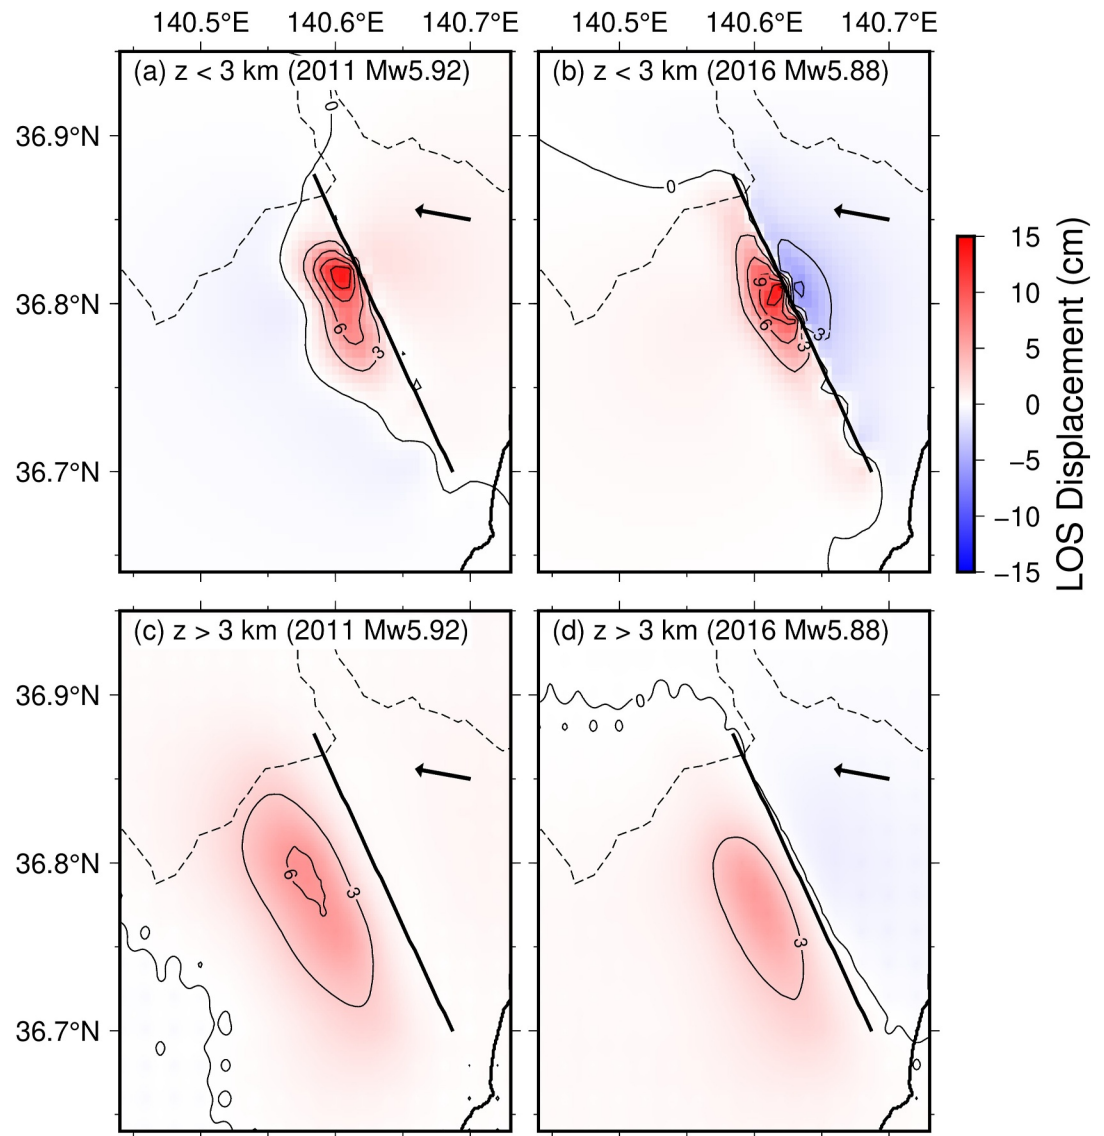 140.5°E 140.6°E 140.7°E 140.5°E 140.6°E 140.7°E
(a) z < 3 km (2011 Mw5.92)
(b) z < 3 km (2016 Mw5.88)
0
36.9°N
0
36.8°N
6
3
9
6
3
3
36.7°N
15
10
5
0
−5
−10
−15
LOS Displacement (cm)
(c) z > 3 km (2011 Mw5.92)
(d) z > 3 km (2016 Mw5.88)
36.9°N
0
36.8°N
6
3
3
36.7°N